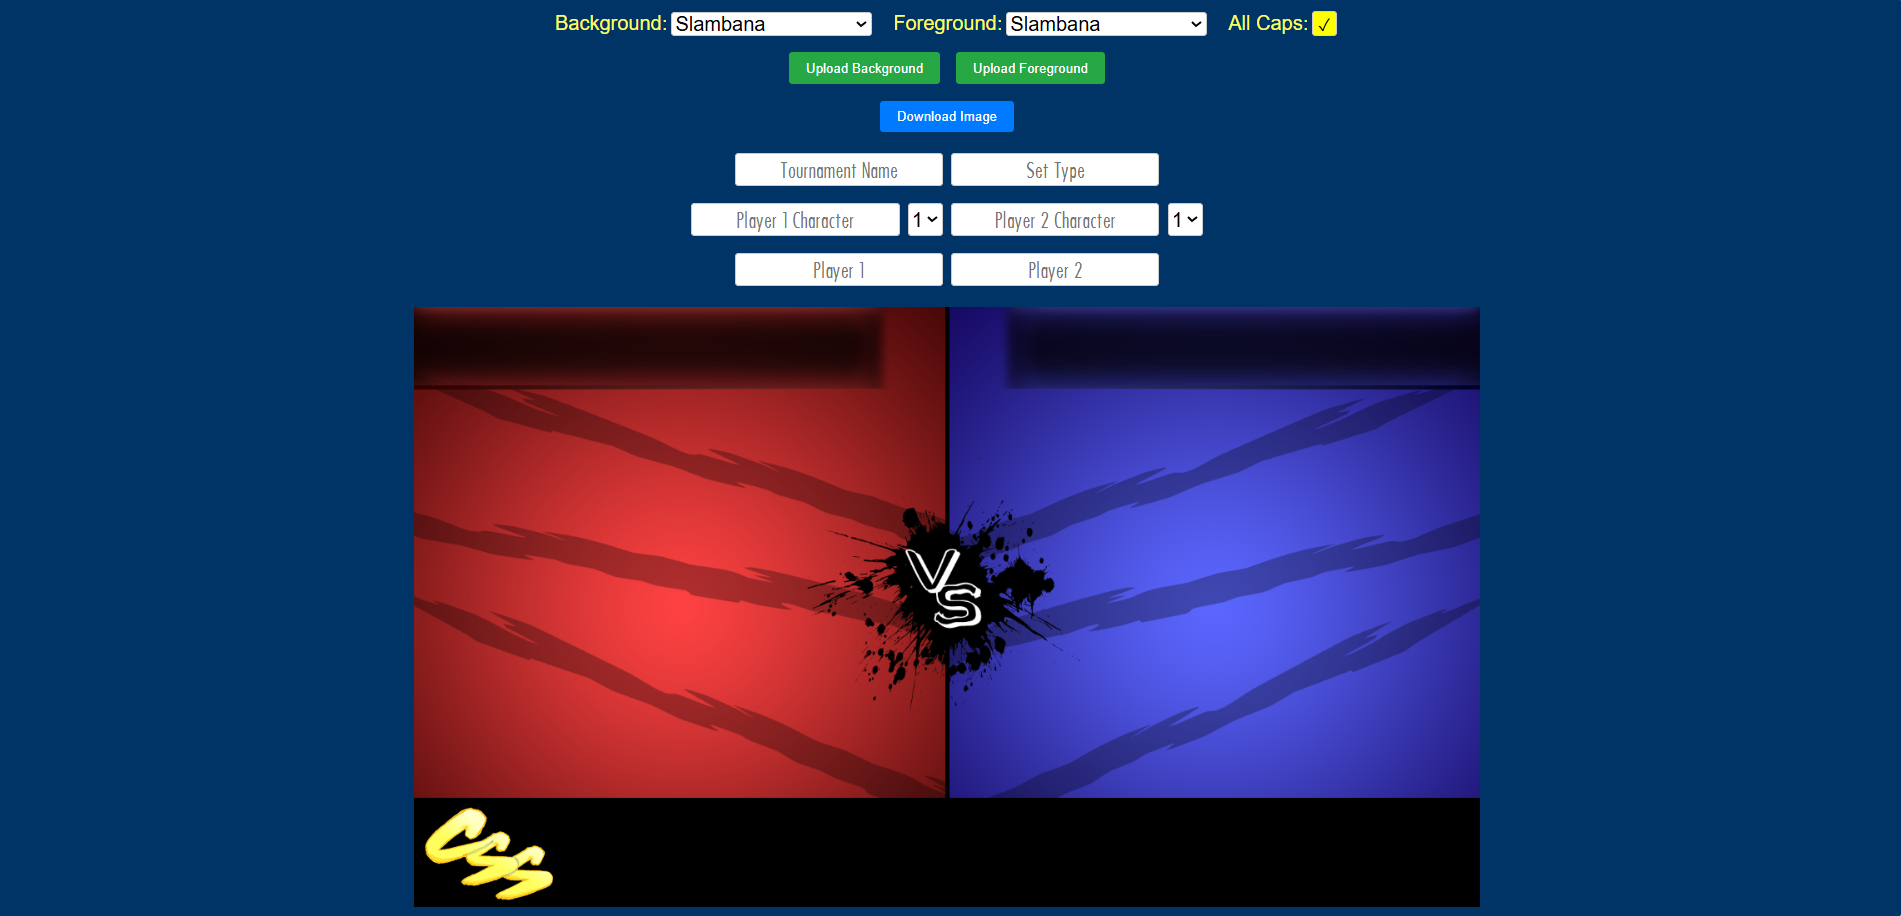 Background: Slambana Foreground: Slambana All Caps: ✓
Upload Background Upload Foreground
Download Image
Tournament Name Set Type
Player 1 Character 1 Player 2 Character 1
Player 1 Player 2
VS
CSS